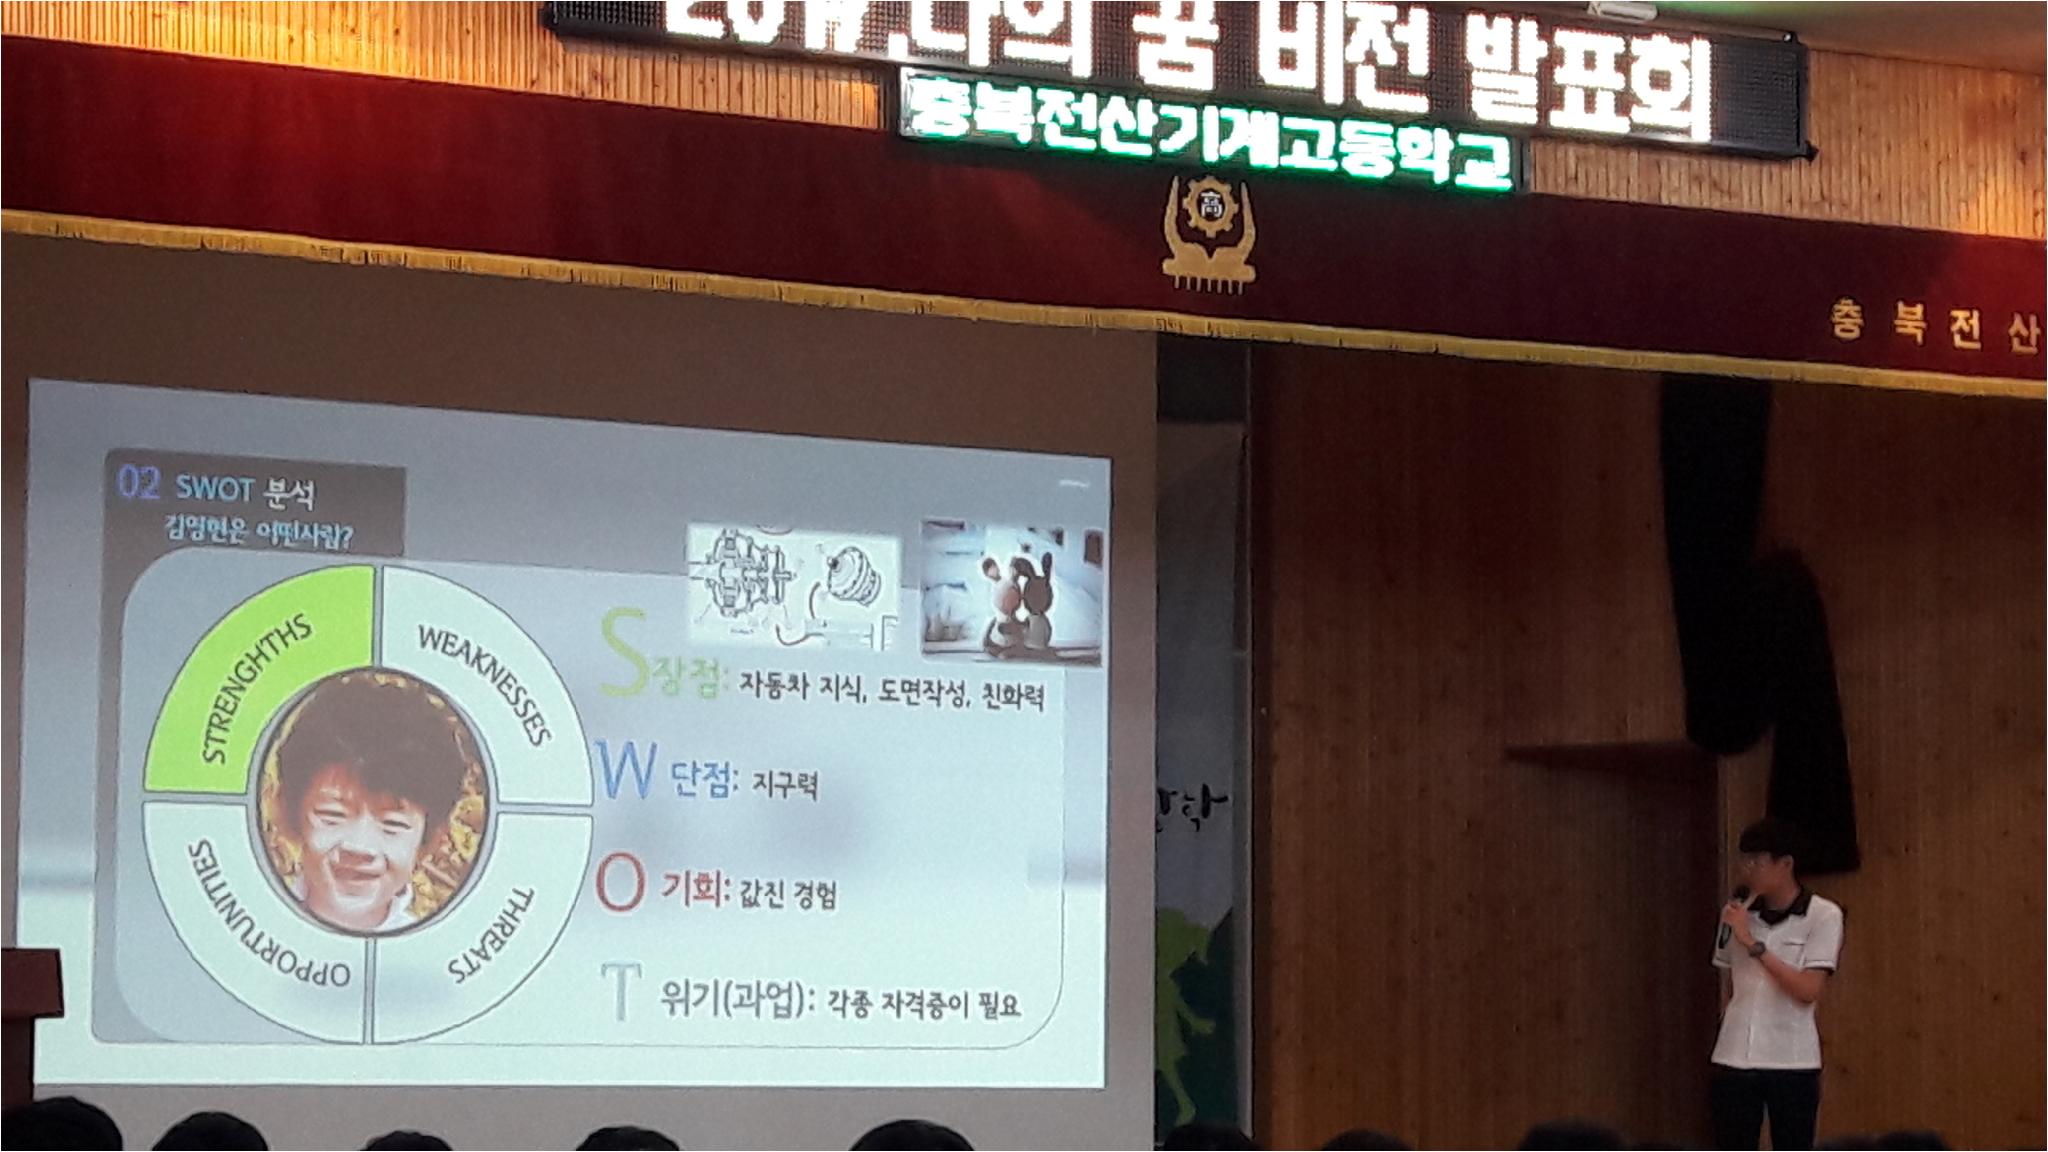 2017.나의 꿈 비전 발표회
충북전산기계고등학교
高
충 북 전 산
02 SWOT 분석
김영현은 어떤사람?
STRENGHTHS
WEAKNESSES
OPPORTUNITIES
THREATS
S장점: 자동차 지식, 도면작성, 친화력
W 단점: 지구력
O 기회: 값진 경험
T 위기(과업): 각종 자격증이 필요